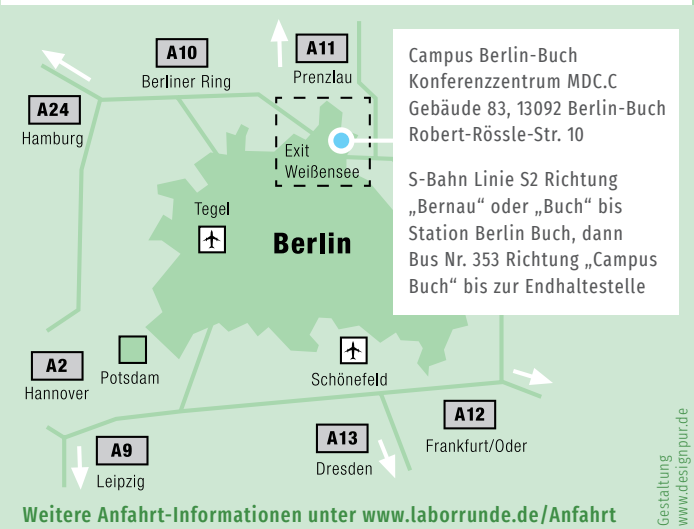 A10
Berliner Ring
A11
Prenzlau
A24
Hamburg
Exit
Weißensee
Campus Berlin-Buch
Konferenzzentrum MDC.C
Gebäude 83, 13092 Berlin-Buch
Robert-Rössle-Str. 10
S-Bahn Linie S2 Richtung
„Bernau“ oder „Buch“ bis
Station Berlin Buch, dann
Bus Nr. 353 Richtung „Campus
Buch“ bis zur Endhaltestelle
Tegel
Berlin
A2
Hannover
Potsdam
Schönefeld
A9
Leipzig
A13
Dresden
A12
Frankfurt/Oder
Gestaltung
www.designpur.de
Weitere Anfahrt-Informationen unter www.laborrunde.de/Anfahrt